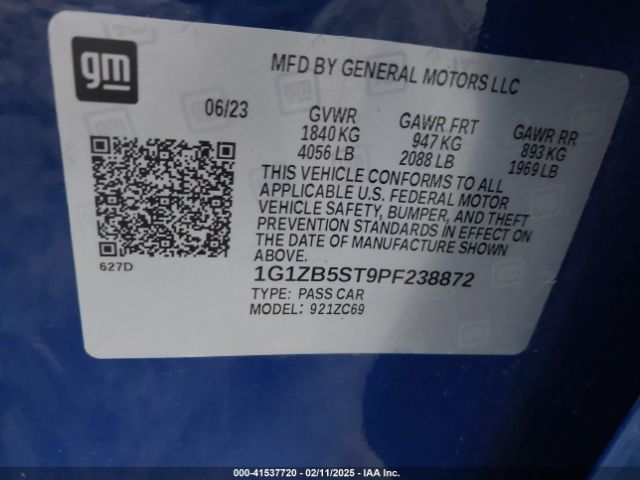 gm
MFD BY GENERAL MOTORS LLC
06/23
GVWR
1840 KG
4056 LB
GAWR FRT
947 KG
2088 LB
GAWR RR
893 KG
1969 LB
THIS VEHICLE CONFORMS TO ALL
APPLICABLE U.S. FEDERAL MOTOR
VEHICLE SAFETY, BUMPER, AND THEFT
PREVENTION STANDARDS IN EFFECT ON
THE DATE OF MANUFACTURE SHOWN
ABOVE.
627D
1G1ZB5ST9PF238872
TYPE: PASS CAR
MODEL: 921ZC69
000-41537720 - 02/11/2025 - IAA Inc.